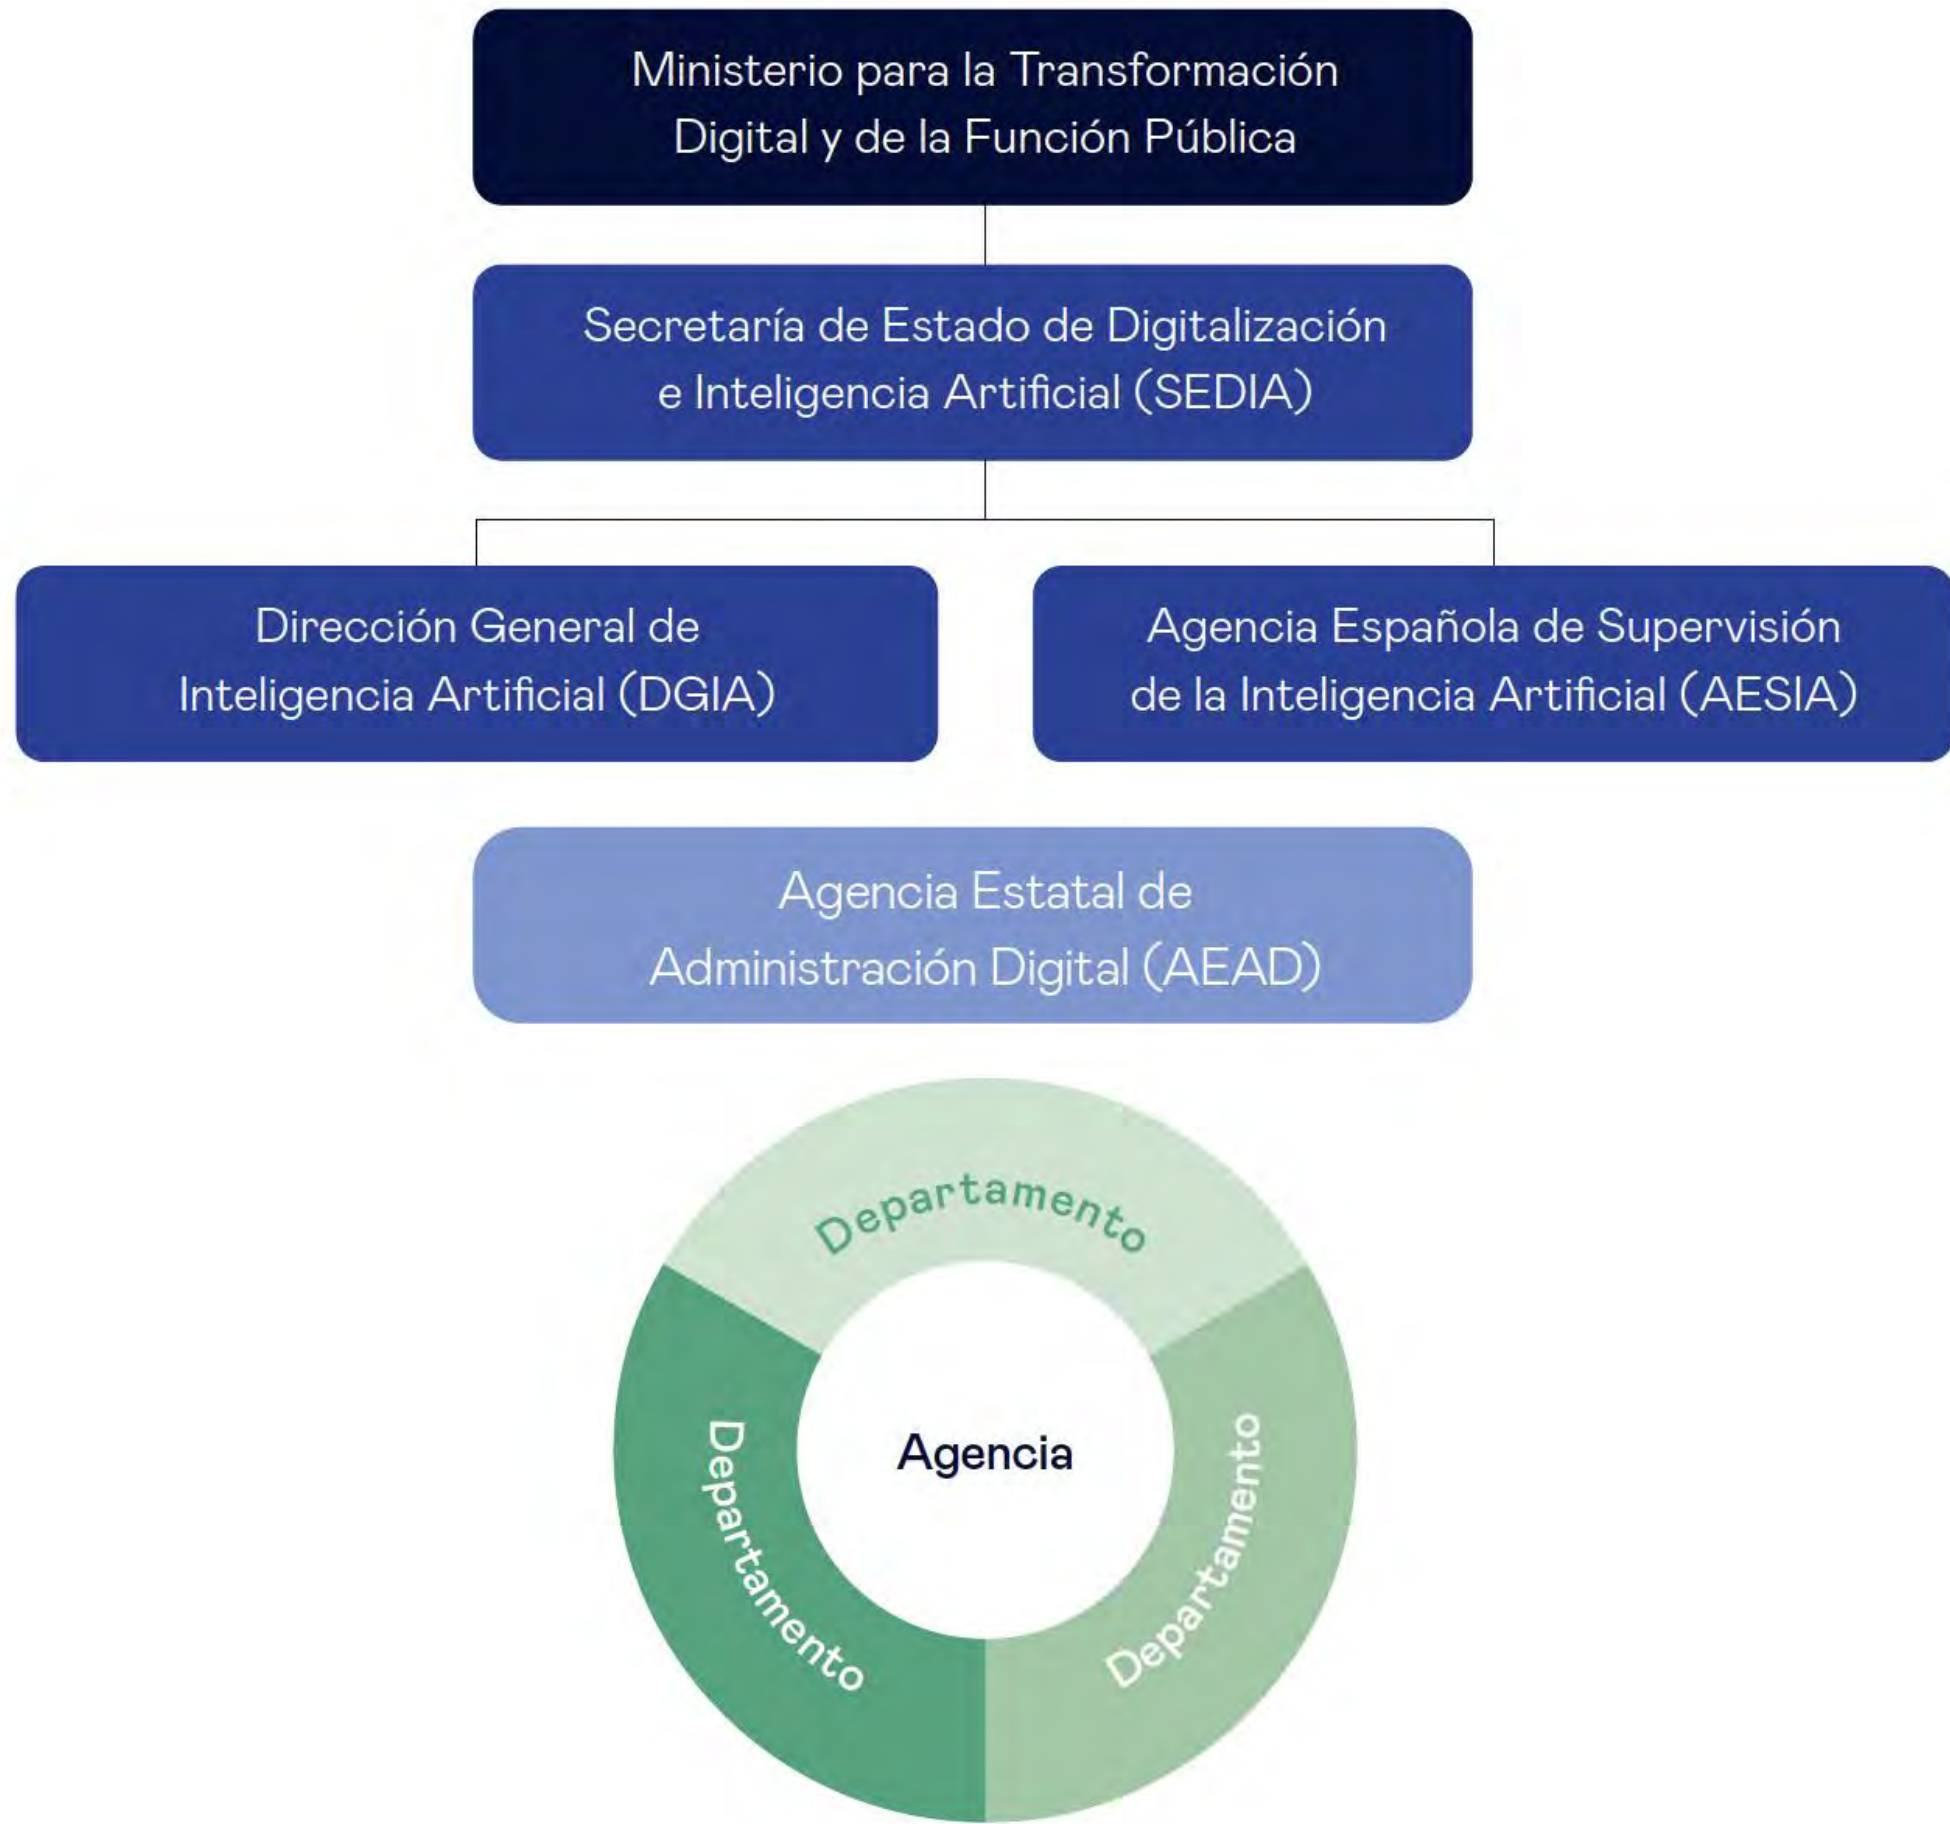 Ministerio para la Transformación
Digital y de la Función Pública
Secretaría de Estado de Digitalización
e Inteligencia Artificial (SEDIA)
Dirección General de
Inteligencia Artificial (DGIA)
Agencia Española de Supervisión
de la Inteligencia Artificial (AESIA)
Agencia Estatal de
Administración Digital (AEAD)
Departamento
Departamento
Agencia
Departamento